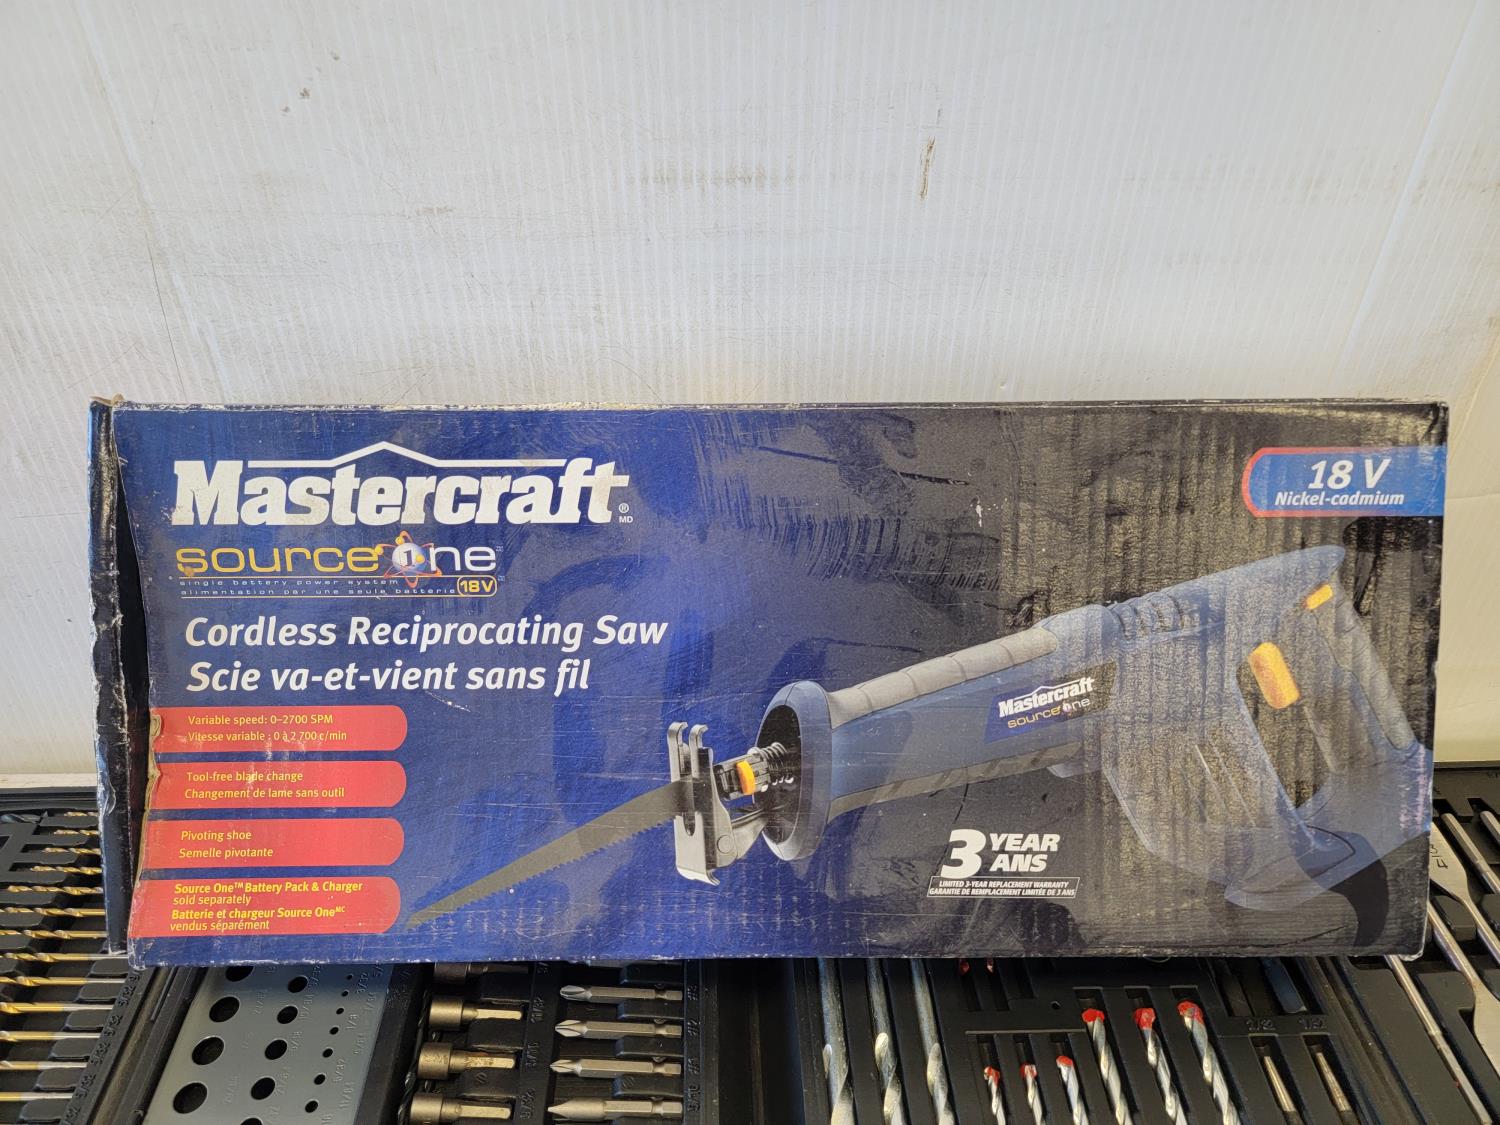 Mastercraft
® MD
source one
single battery power system
alimentation par une seule batterie
18V
Cordless Reciprocating Saw
Scie va-et-vient sans fil
Variable speed: 0–2700 SPM
Vitesse variable : 0 à 2 700 c/min
Tool-free blade change
Changement de lame sans outil
Pivoting shoe
Semelle pivotante
Source One™ Battery Pack & Charger
sold separately
Batterie et chargeur Source Oneᴹᶜ
vendus séparément
18 V
Nickel-cadmium
Mastercraft
source one
3 YEAR
ANS
LIMITED 3-YEAR REPLACEMENT WARRANTY
GARANTIE DE REMPLACEMENT LIMITÉE DE 3 ANS
3/4